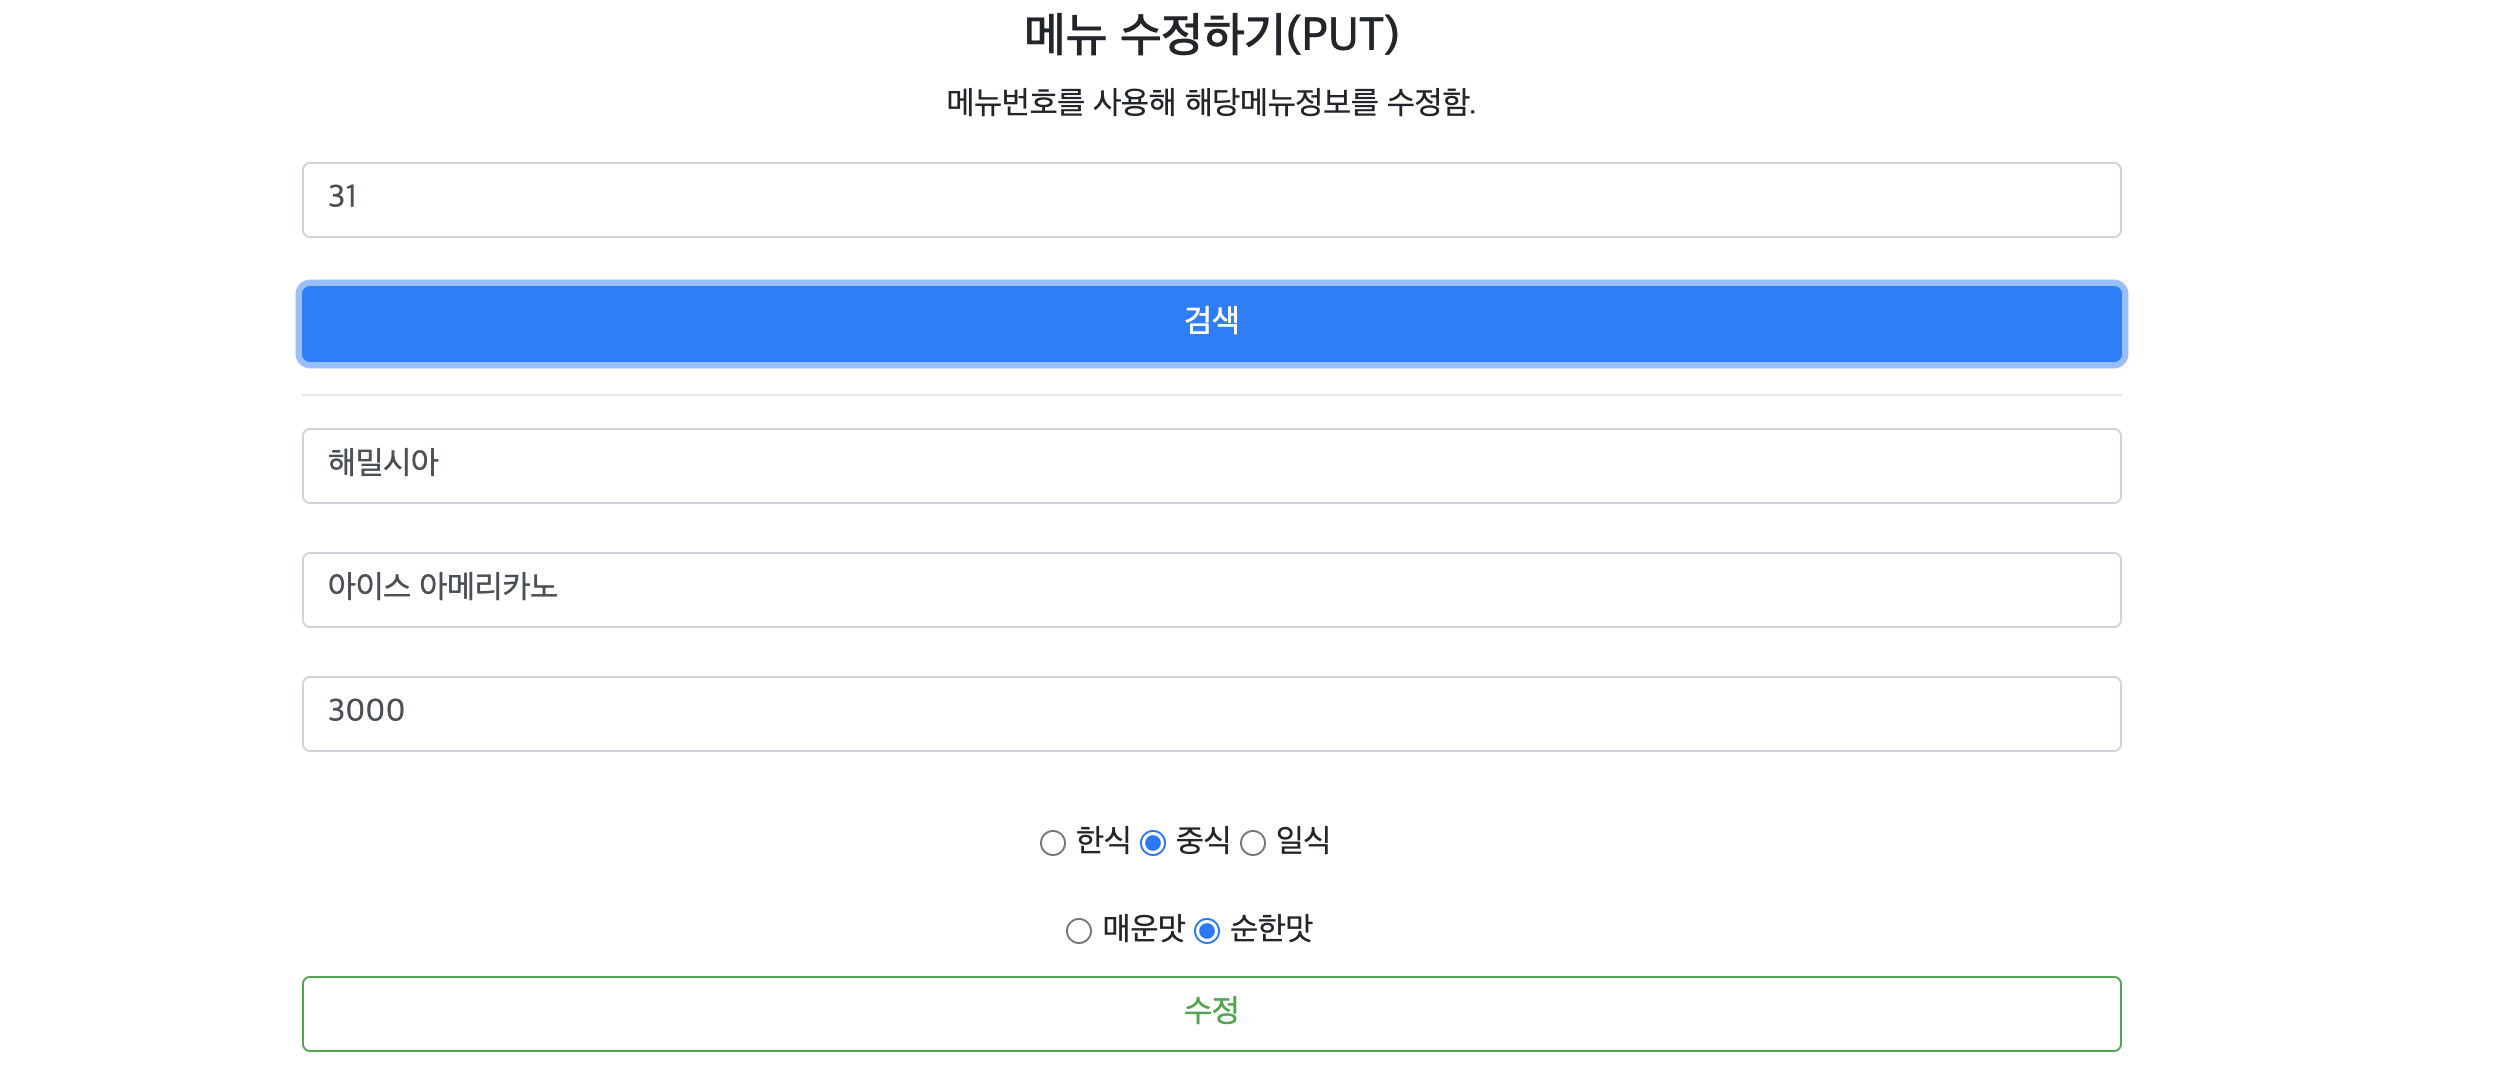 메뉴 수정하기(PUT)
메뉴번호를 사용해 해당메뉴정보를 수정함.
31
검색
해밀시아
아이스 아메리카노
3000
한식 중식 일식
매운맛 순한맛
수정